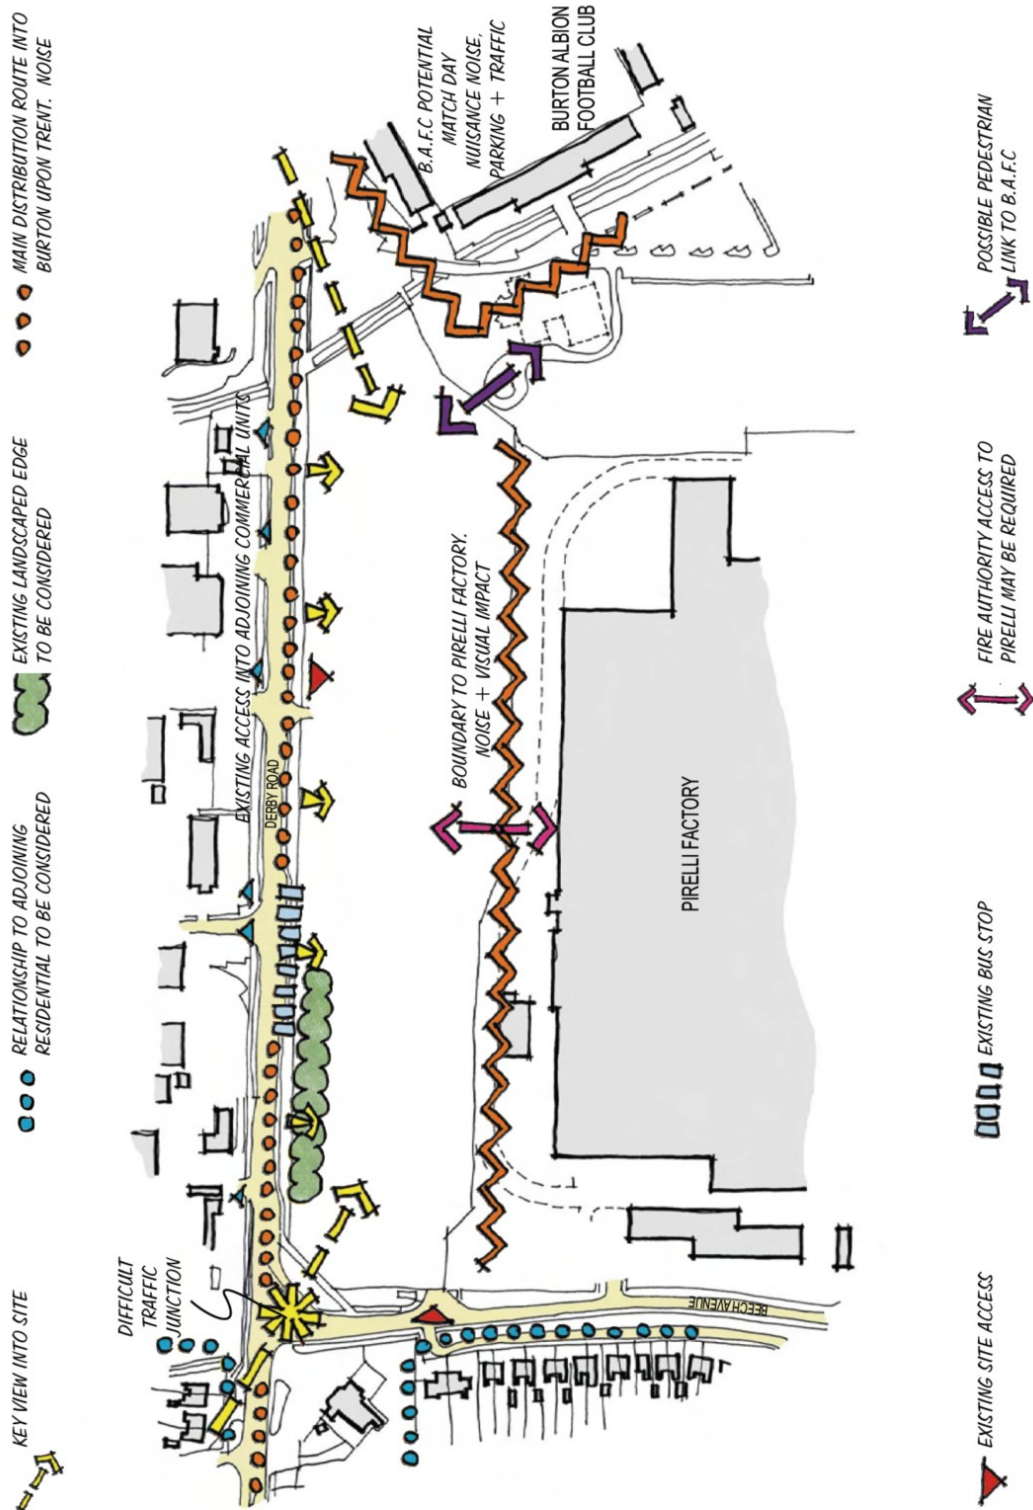 KEY VIEW INTO SITE
RELATIONSHIP TO ADJOINING
RESIDENTIAL TO BE CONSIDERED
EXISTING LANDSCAPED EDGE
TO BE CONSIDERED
MAIN DISTRIBUTION ROUTE INTO
BURTON UPON TRENT. NOISE
DIFFICULT
TRAFFIC
JUNCTION
EXISTING ACCESS INTO ADJOINING COMMERCIAL UNITS
DERBY ROAD
B.A.F.C POTENTIAL
MATCH DAY
NUISANCE NOISE,
PARKING + TRAFFIC
BURTON ALBION
FOOTBALL CLUB
BOUNDARY TO PIRELLI FACTORY.
NOISE + VISUAL IMPACT
PIRELLI FACTORY
BEECH AVENUE
EXISTING SITE ACCESS
EXISTING BUS STOP
FIRE AUTHORITY ACCESS TO
PIRELLI MAY BE REQUIRED
POSSIBLE PEDESTRIAN
LINK TO B.A.F.C